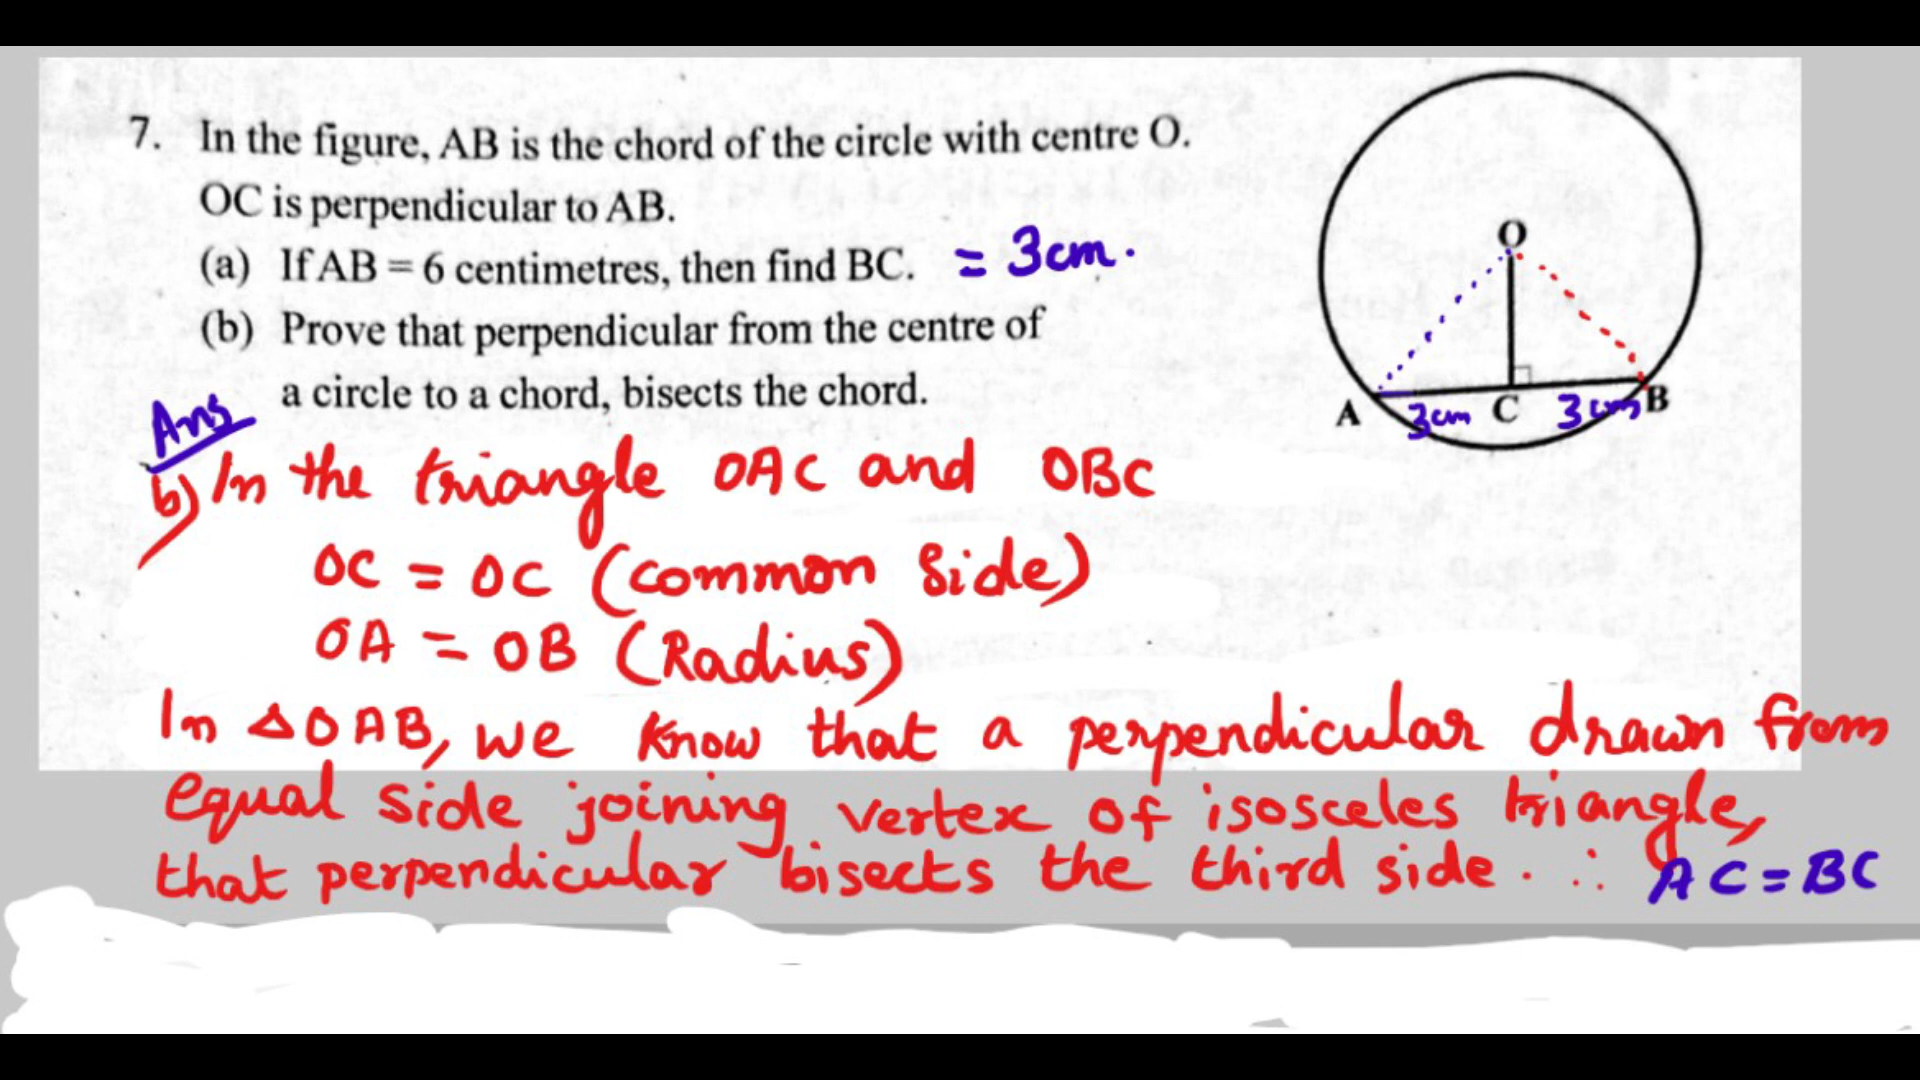 7. In the figure, AB is the chord of the circle with centre O.
OC is perpendicular to AB.
(a) If AB = 6 centimetres, then find BC. = 3cm.
(b) Prove that perpendicular from the centre of
a circle to a chord, bisects the chord.
O
A 3cm C 3cm B
Ans
b) In the triangle OAC and OBC
OC = OC (common Side)
OA = OB (Radius)
In △OAB, we know that a perpendicular drawn from
equal side joining vertex of isosceles triangle,
that perpendicular bisects the third side. ∴ AC = BC